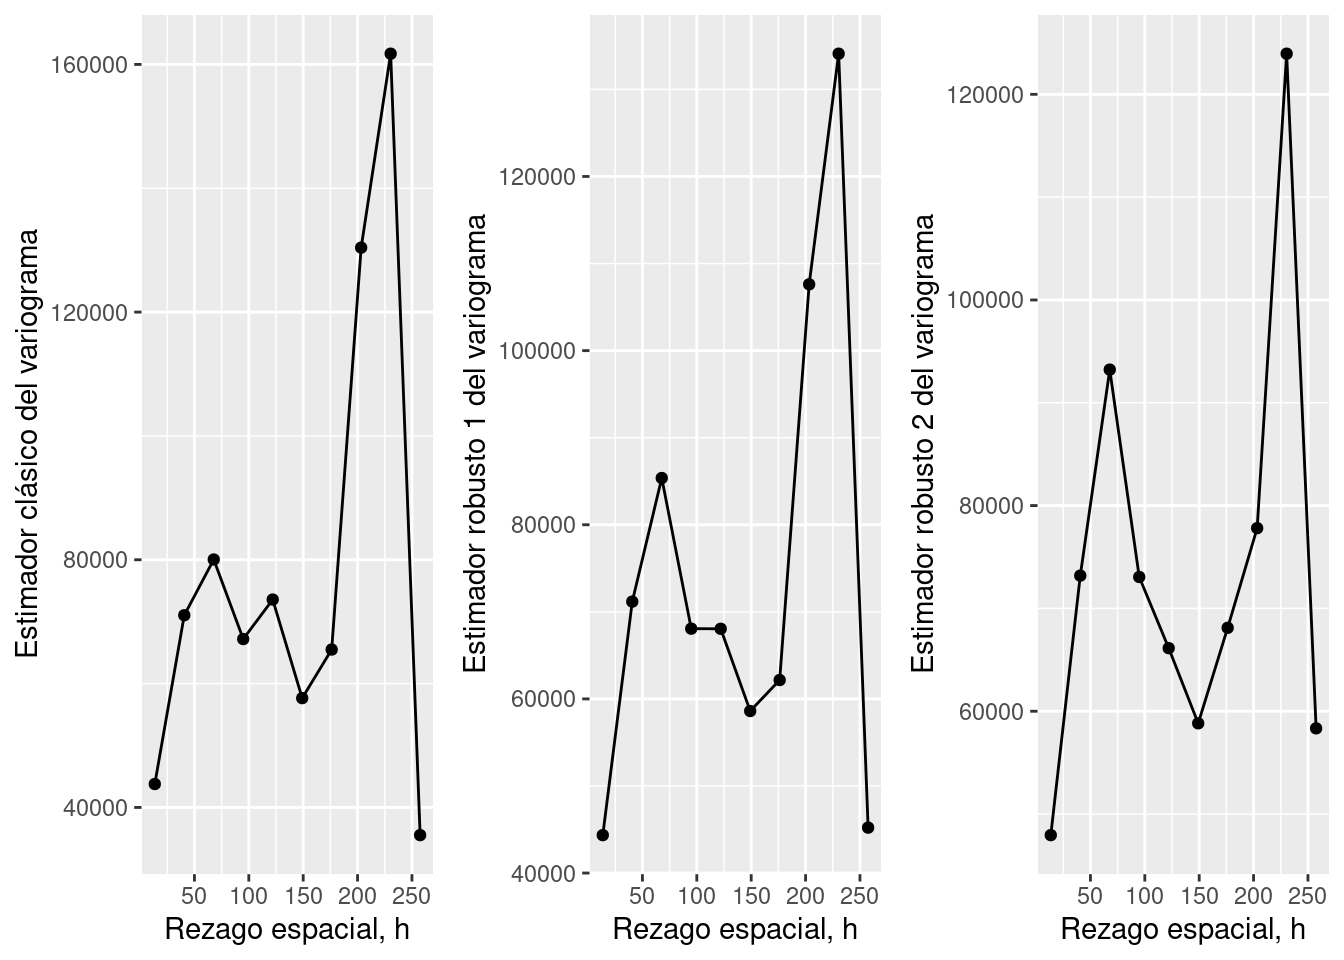 Estimador clásico del variograma
160000
120000
80000
40000
50 100 150 200 250
Rezago espacial, h
Estimador robusto 1 del variograma
120000
100000
80000
60000
40000
50 100 150 200 250
Rezago espacial, h
Estimador robusto 2 del variograma
120000
100000
80000
60000
50 100 150 200 250
Rezago espacial, h